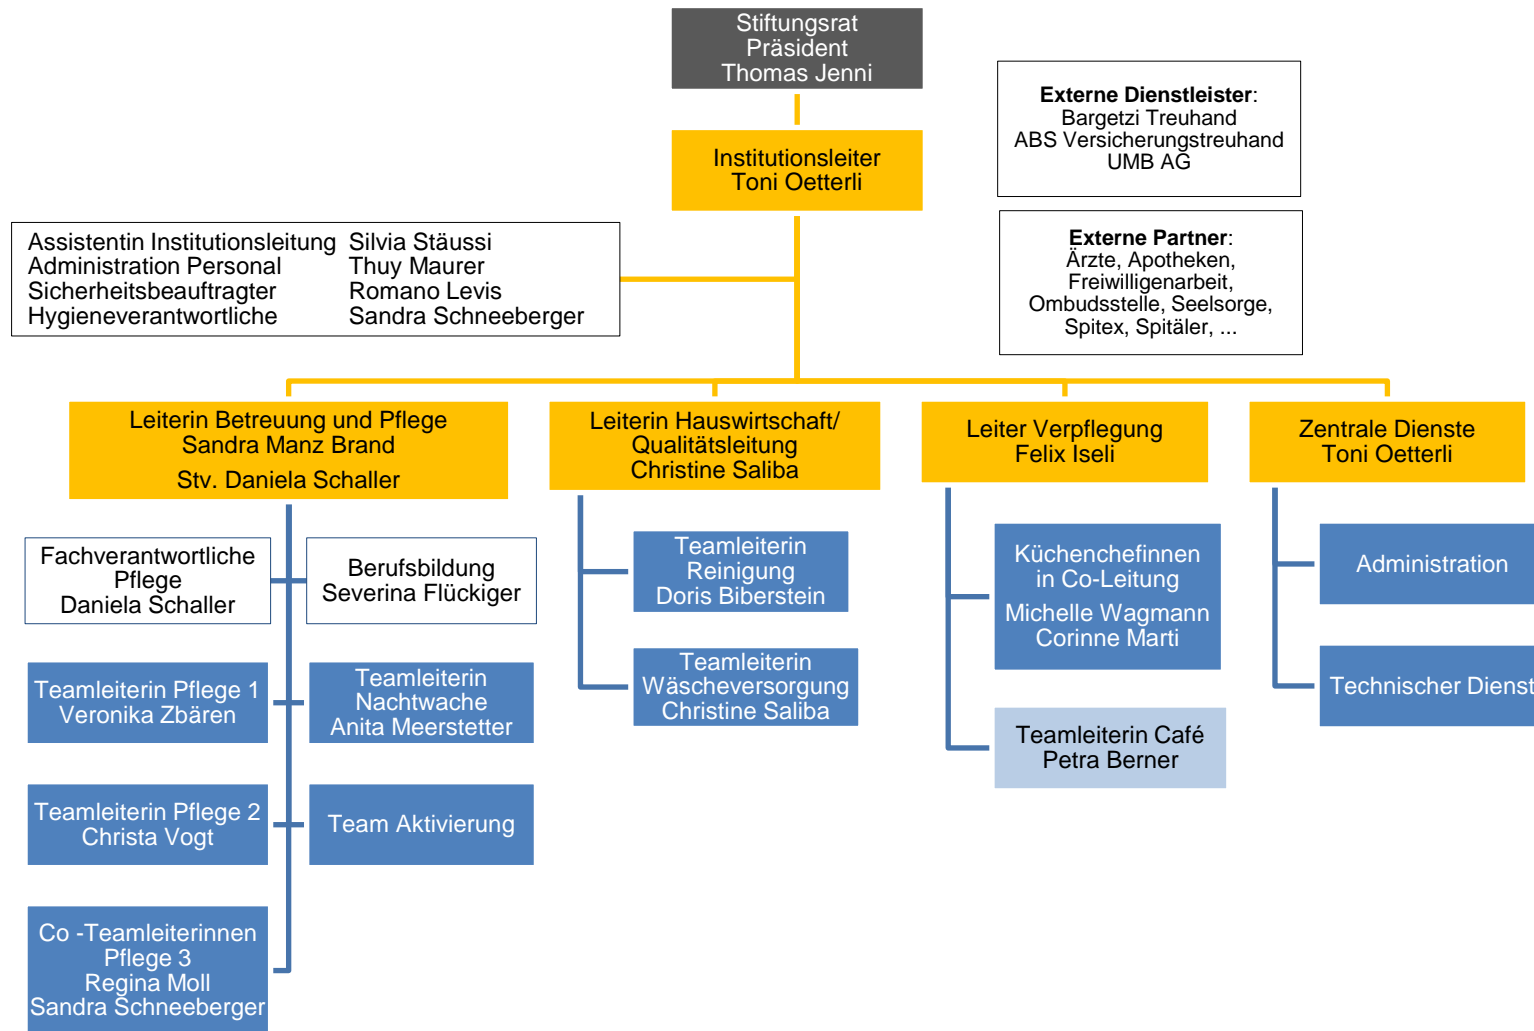 Stiftungsrat
Präsident
Thomas Jenni
Institutionsleiter
Toni Oetterli
Externe Dienstleister:
Bargetzi Treuhand
ABS Versicherungstreuhand
UMB AG
Externe Partner:
Ärzte, Apotheken,
Freiwilligenarbeit,
Ombudsstelle, Seelsorge,
Spitex, Spitäler, ...
Assistentin Institutionsleitung Silvia Stäussi
Administration Personal Thuy Maurer
Sicherheitsbeauftragter Romano Levis
Hygieneverantwortliche Sandra Schneeberger
Leiterin Betreuung und Pflege
Sandra Manz Brand
Stv. Daniela Schaller
Leiterin Hauswirtschaft/
Qualitätsleitung
Christine Saliba
Leiter Verpflegung
Felix Iseli
Zentrale Dienste
Toni Oetterli
Fachverantwortliche
Pflege
Daniela Schaller
Berufsbildung
Severina Flückiger
Teamleiterin Pflege 1
Veronika Zbären
Teamleiterin
Nachtwache
Anita Meerstetter
Teamleiterin Pflege 2
Christa Vogt
Team Aktivierung
Co -Teamleiterinnen
Pflege 3
Regina Moll
Sandra Schneeberger
Teamleiterin
Reinigung
Doris Biberstein
Teamleiterin
Wäscheversorgung
Christine Saliba
Küchenchefinnen
in Co-Leitung
Michelle Wagmann
Corinne Marti
Teamleiterin Café
Petra Berner
Administration
Technischer Dienst